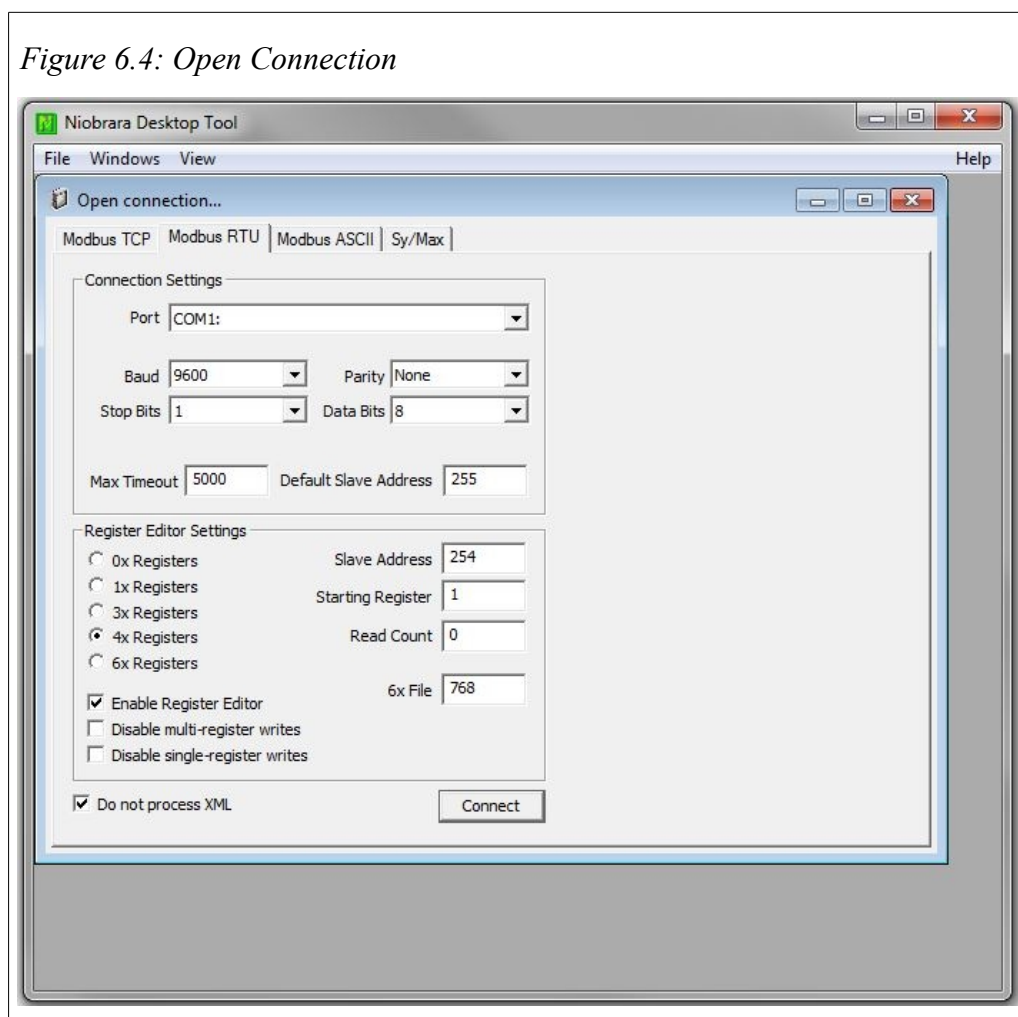 Figure 6.4: Open Connection
Niobrara Desktop Tool
File Windows View Help
Open connection...
Modbus TCP Modbus RTU Modbus ASCII Sy/Max
Connection Settings
Port COM1:
Baud 9600 Parity None
Stop Bits 1 Data Bits 8
Max Timeout 5000 Default Slave Address 255
Register Editor Settings
0x Registers Slave Address 254
1x Registers Starting Register 1
3x Registers
4x Registers Read Count 0
6x Registers
6x File 768
Enable Register Editor
Disable multi-register writes
Disable single-register writes
Do not process XML Connect